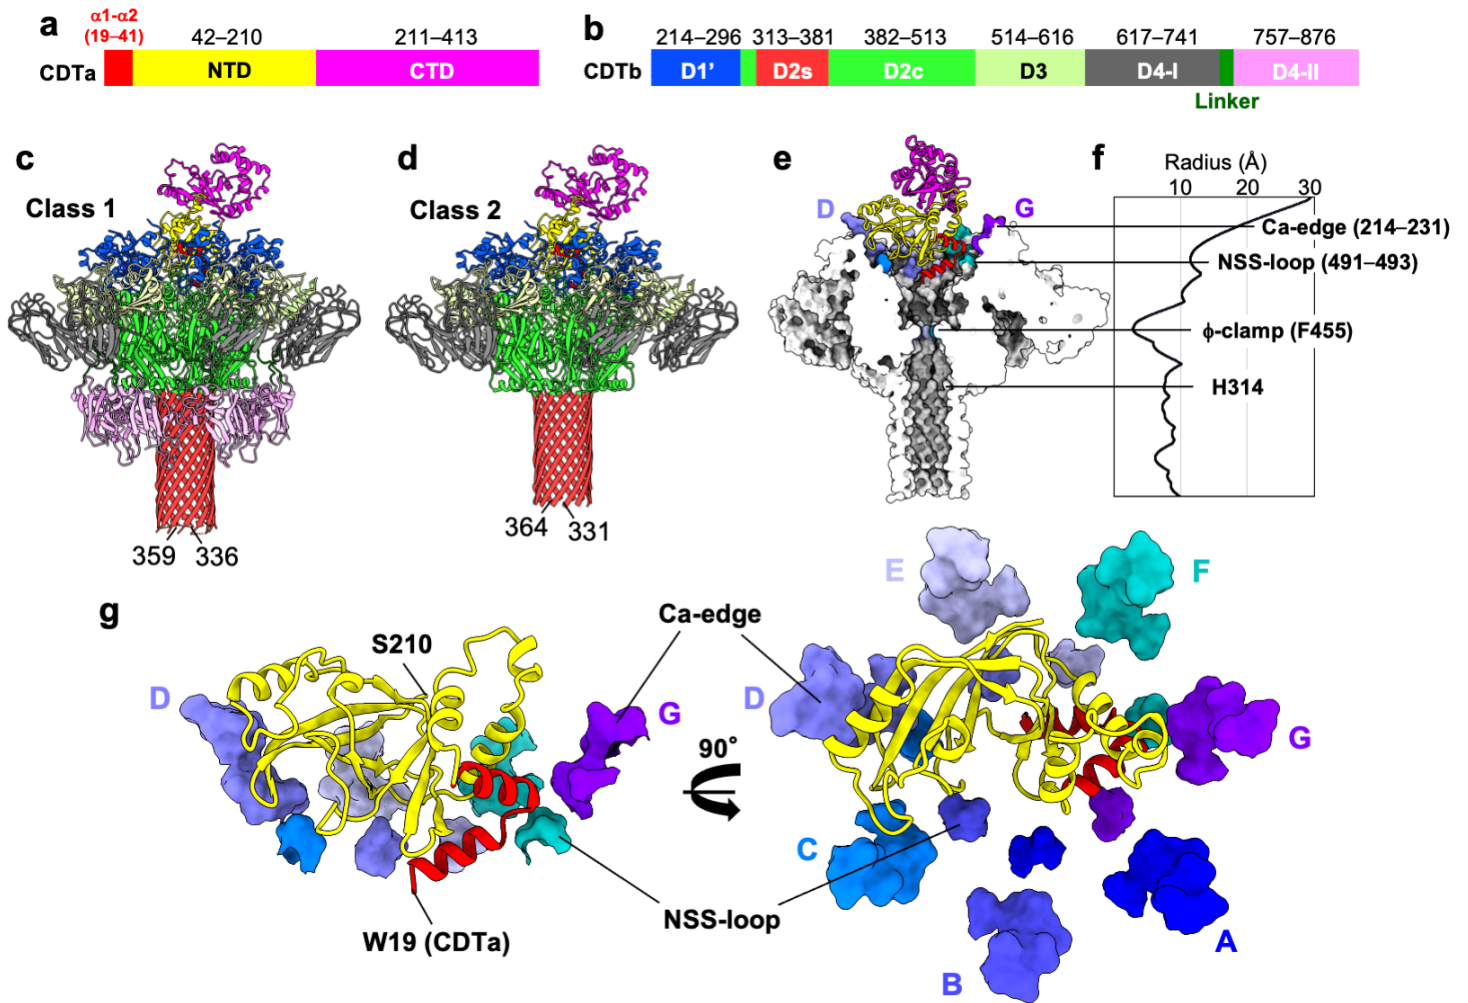 a
α1-α2
(19–41)
42–210
211–413
CDTa
NTD
CTD
b
214–296
313–381
382–513
514–616
617–741
757–876
CDTb
D1’
D2s
D2c
D3
D4-I
D4-II
Linker
c
Class 1
359
336
d
Class 2
364
331
e
D
G
f
Radius (Å)
10
20
30
Ca-edge (214–231)
NSS-loop (491–493)
ϕ-clamp (F455)
H314
g
S210
D
G
W19 (CDTa)
Ca-edge
90°
NSS-loop
E
F
D
G
C
B
A